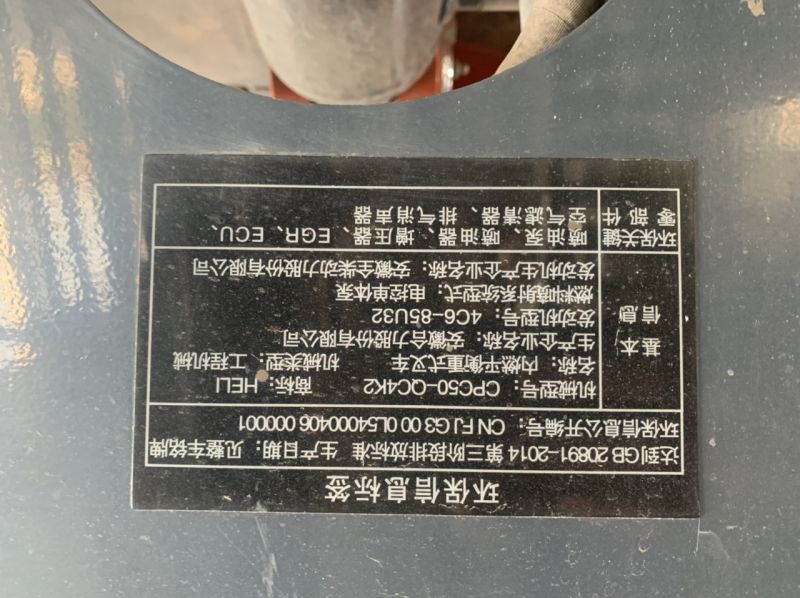 环保信息标签
达到GB 20891-2014 第三阶段排放标准 生产日期：见整车铭牌
环保信息公开编号： CN FJ G3 00 0L54000406 000001
基本信息
机械型号：CPC50-QC4K2 商标：HELI
名称：内燃平衡重式叉车 机械类型：工程机械
生产企业名称：安徽合力股份有限公司
发动机型号：4C6-85U32
燃料喷射系统型式：电控单体泵
发动机生产企业名称：安徽全柴动力股份有限公司
环保关键零部件
喷油泵、喷油器、增压器、EGR、ECU、
空气滤清器、排气消声器